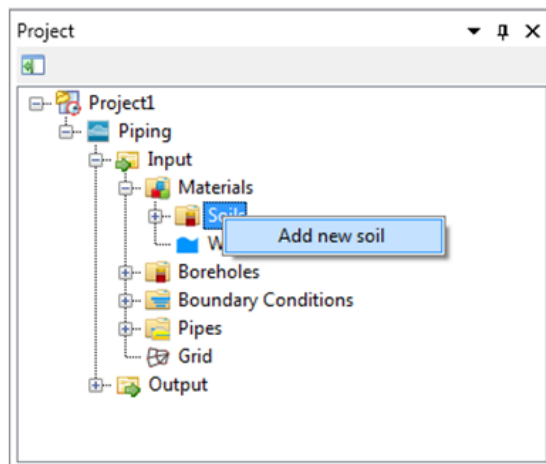 Project
Project1
Piping
Input
Materials
Soils
Add new soil
Boreholes
Boundary Conditions
Pipes
Grid
Output